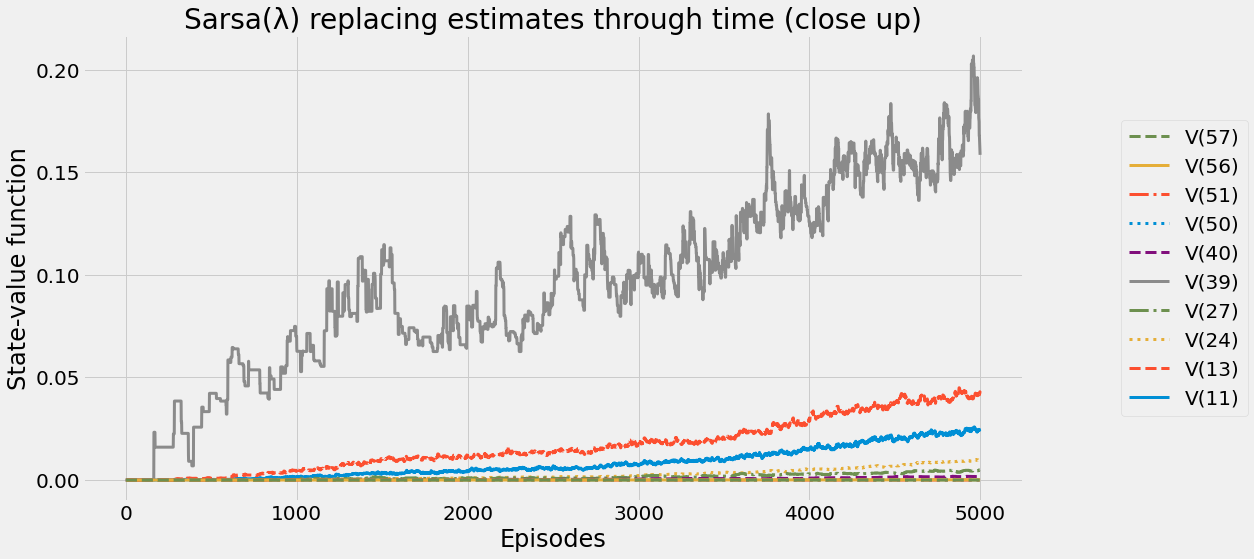 Sarsa(λ) replacing estimates through time (close up)
State-value function
0.20
0.15
0.10
0.05
0.00
0
1000
2000
3000
4000
5000
Episodes
V(57)
V(56)
V(51)
V(50)
V(40)
V(39)
V(27)
V(24)
V(13)
V(11)